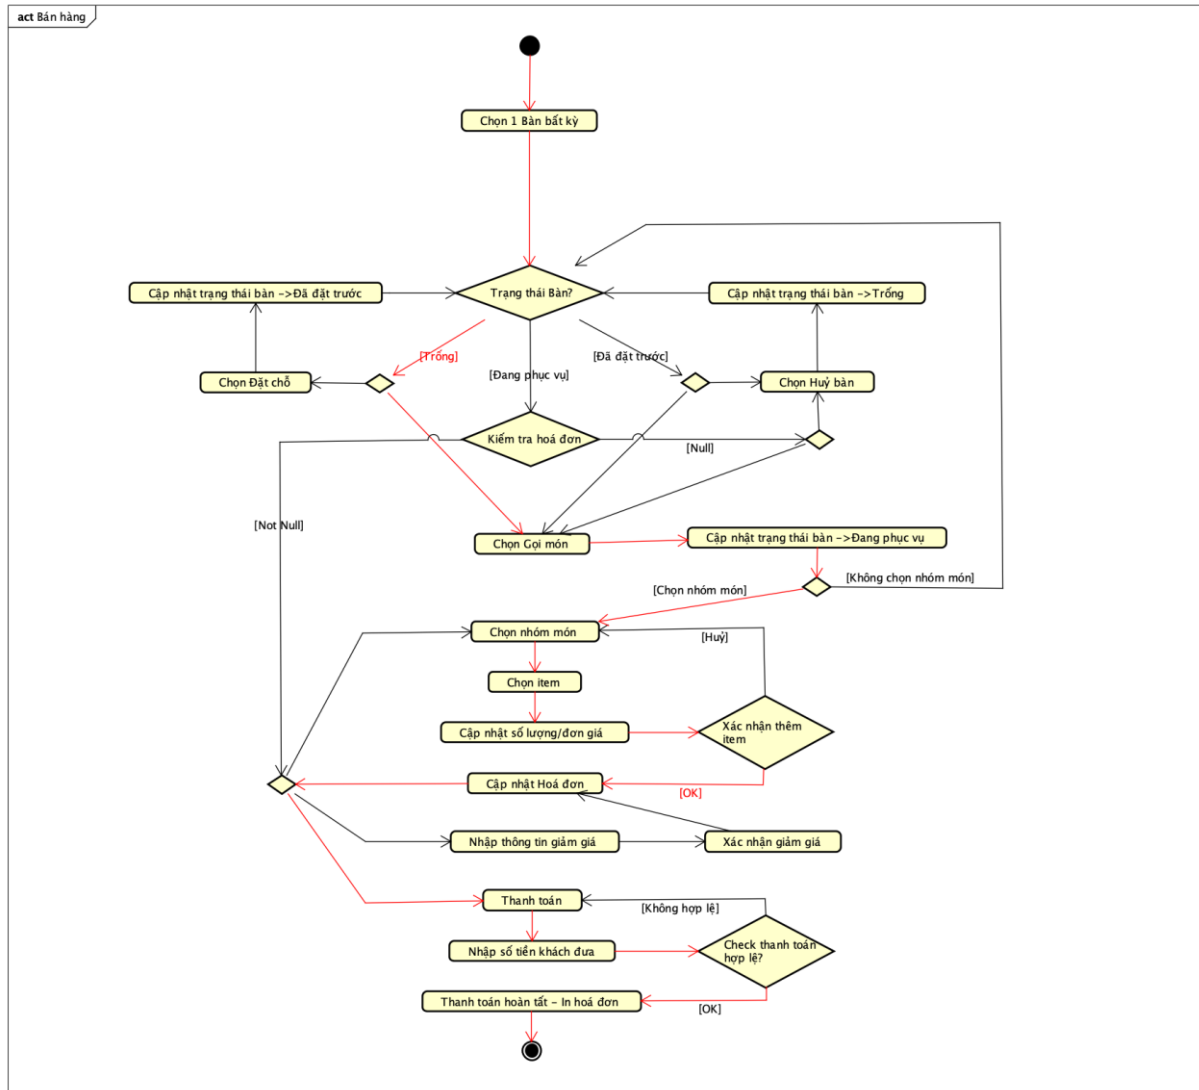 act Bán hàng
Chọn 1 Bàn bất kỳ
Cập nhật trạng thái bàn ->Đã đặt trước
Trạng thái Bàn?
Cập nhật trạng thái bàn ->Trống
[Trống]
[Đã đặt trước]
[Đang phục vụ]
Chọn Đặt chỗ
Chọn Huỷ bàn
Kiểm tra hoá đơn
[Null]
[Not Null]
Chọn Gọi món
Cập nhật trạng thái bàn ->Đang phục vụ
[Không chọn nhóm món]
[Chọn nhóm món]
Chọn nhóm món
[Huỷ]
Chọn item
Cập nhật số lượng/đơn giá
Xác nhận thêm
item
Cập nhật Hoá đơn
[OK]
Nhập thông tin giảm giá
Xác nhận giảm giá
Thanh toán
[Không hợp lệ]
Nhập số tiền khách đưa
Check thanh toán
hợp lệ?
Thanh toán hoàn tất - In hoá đơn
[OK]